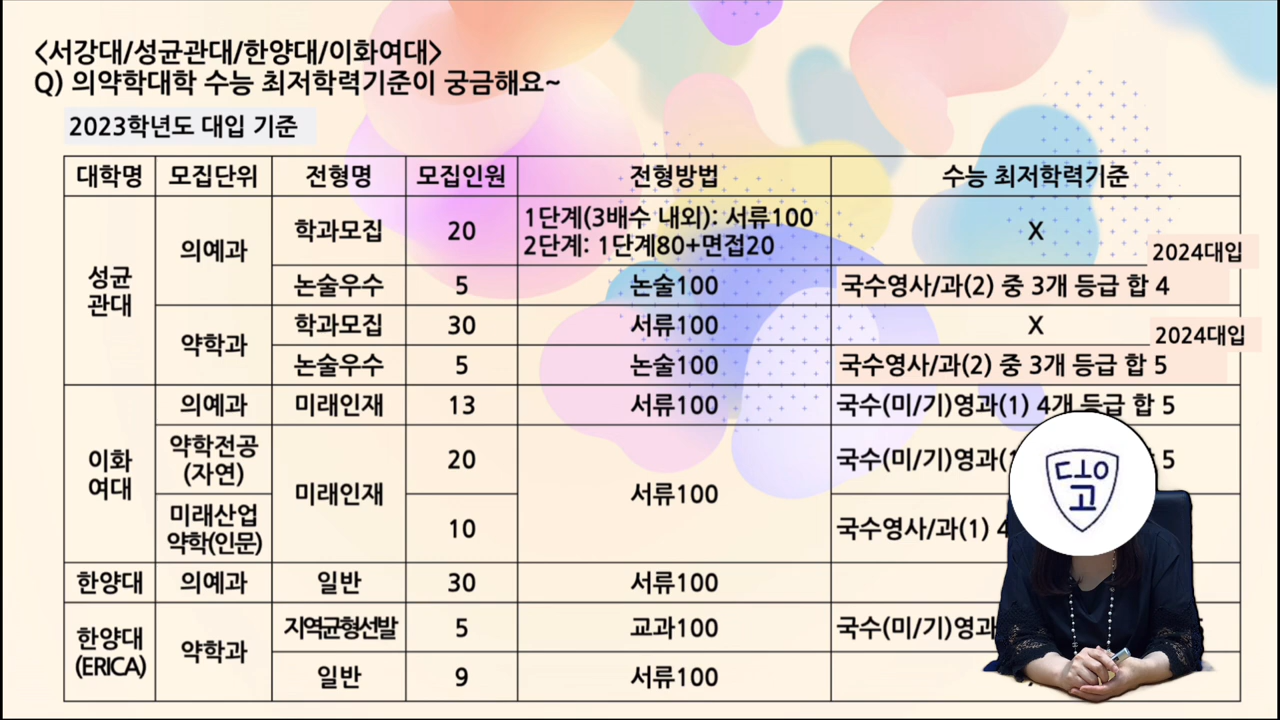 <서강대/성균관대/한양대/이화여대>
Q) 의약학대학 수능 최저학력기준이 궁금해요~
2023학년도 대입 기준
대학명 모집단위 전형명 모집인원 전형방법 수능 최저학력기준
성균
관대
의예과
학과모집 20
1단계(3배수 내외): 서류100
2단계: 1단계80+면접20
X
2024대입
논술우수 5 논술100 국수영사/과(2) 중 3개 등급 합 4
약학과
학과모집 30 서류100 X
2024대입
논술우수 5 논술100 국수영사/과(2) 중 3개 등급 합 5
이화
여대
의예과 미래인재 13 서류100 국수(미/기)영과(1) 4개 등급 합 5
약학전공
(자연)
미래인재
20
서류100
국수(미/기)영과( 5
미래산업
약학(인문)
10
국수영사/과(1) 4
한양대 의예과 일반 30 서류100
한양대
(ERICA)
약학과
지역균형선발 5 교과100 국수(미/기)영과
일반 9 서류100
디딤
고